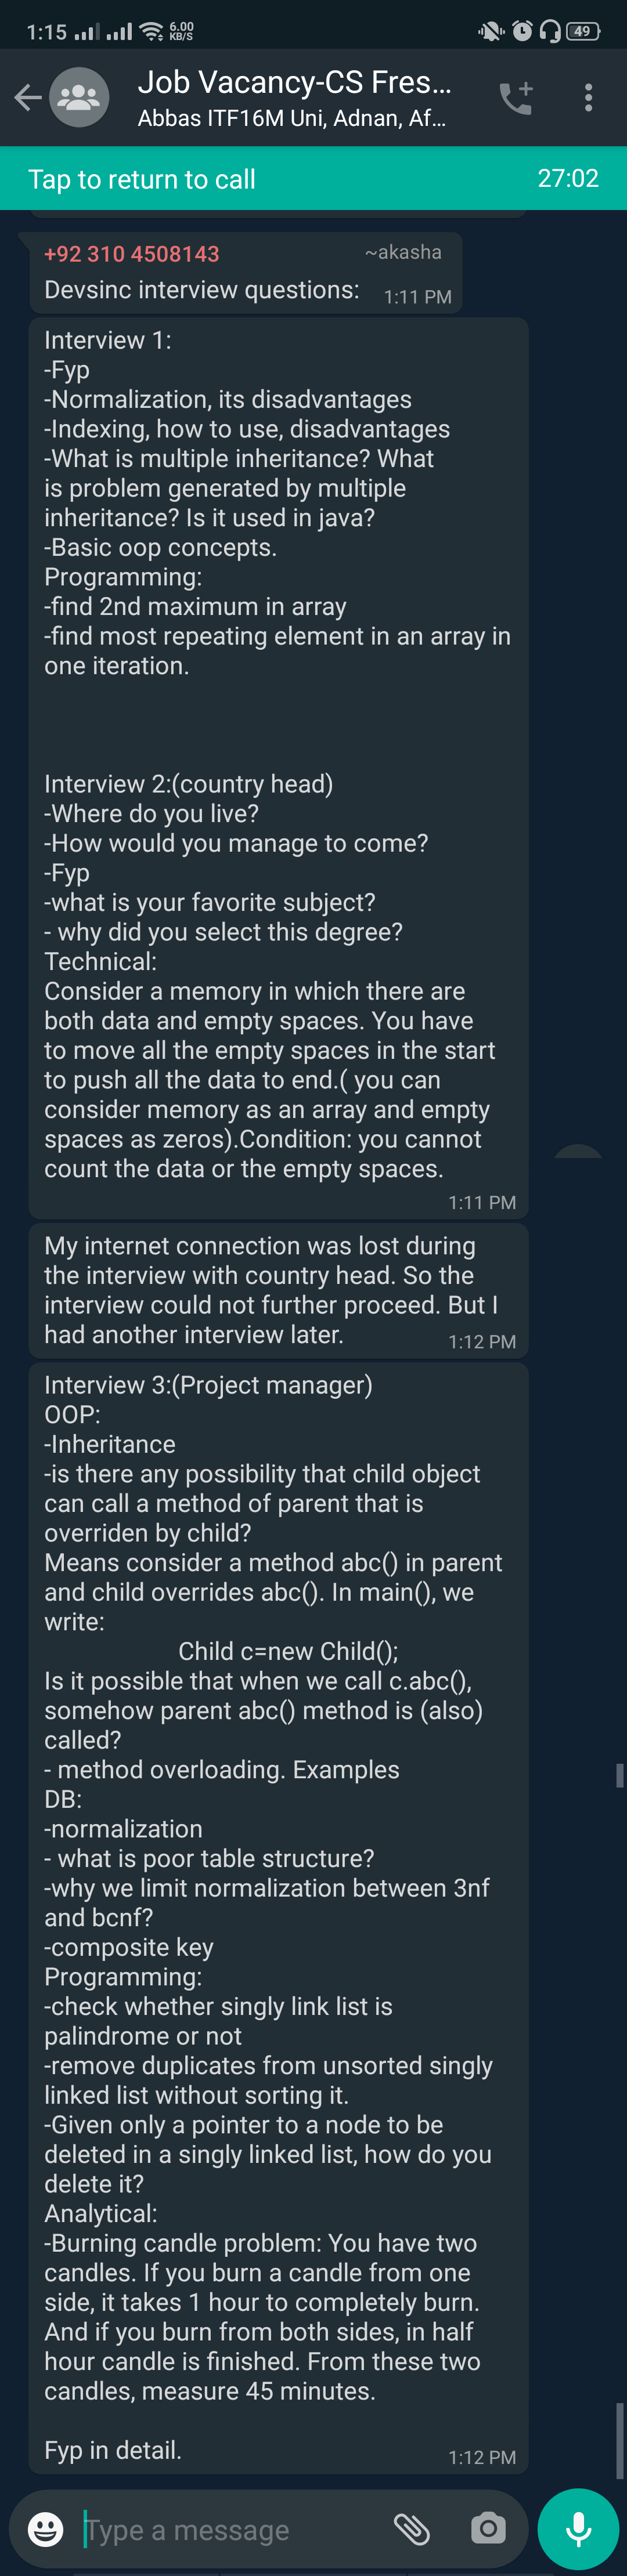 1:15
6.00
KB/S
49
Job Vacancy-CS Fres...
Abbas ITF16M Uni, Adnan, Af...
Tap to return to call
27:02
+92 310 4508143
~akasha
Devsinc interview questions:
1:11 PM
Interview 1:
-Fyp
-Normalization, its disadvantages
-Indexing, how to use, disadvantages
-What is multiple inheritance? What
is problem generated by multiple
inheritance? Is it used in java?
-Basic oop concepts.
Programming:
-find 2nd maximum in array
-find most repeating element in an array in
one iteration.
Interview 2:(country head)
-Where do you live?
-How would you manage to come?
-Fyp
-what is your favorite subject?
- why did you select this degree?
Technical:
Consider a memory in which there are
both data and empty spaces. You have
to move all the empty spaces in the start
to push all the data to end.( you can
consider memory as an array and empty
spaces as zeros).Condition: you cannot
count the data or the empty spaces.
1:11 PM
My internet connection was lost during
the interview with country head. So the
interview could not further proceed. But I
had another interview later.
1:12 PM
Interview 3:(Project manager)
OOP:
-Inheritance
-is there any possibility that child object
can call a method of parent that is
overriden by child?
Means consider a method abc() in parent
and child overrides abc(). In main(), we
write:
Child c=new Child();
Is it possible that when we call c.abc(),
somehow parent abc() method is (also)
called?
- method overloading. Examples
DB:
-normalization
- what is poor table structure?
-why we limit normalization between 3nf
and bcnf?
-composite key
Programming:
-check whether singly link list is
palindrome or not
-remove duplicates from unsorted singly
linked list without sorting it.
-Given only a pointer to a node to be
deleted in a singly linked list, how do you
delete it?
Analytical:
-Burning candle problem: You have two
candles. If you burn a candle from one
side, it takes 1 hour to completely burn.
And if you burn from both sides, in half
hour candle is finished. From these two
candles, measure 45 minutes.
Fyp in detail.
1:12 PM
Type a message